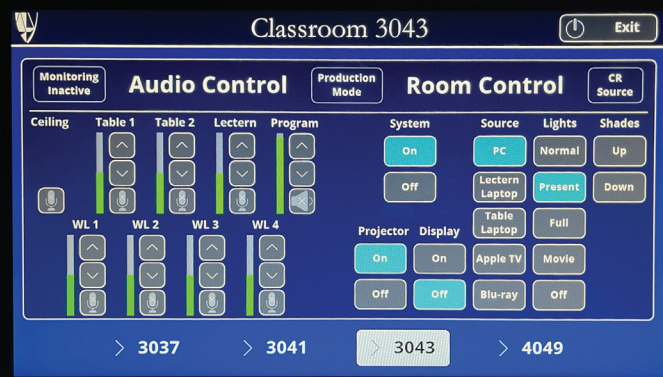 Classroom 3043
Exit
Monitoring Inactive
Audio Control
Production Mode
Room Control
CR Source
Ceiling
Table 1
Table 2
Lectern
Program
System
Source
Lights
Shades
On
PC
Normal
Up
Off
Lectern Laptop
Present
Down
WL 1
WL 2
WL 3
WL 4
Projector
Display
Table Laptop
Full
On
On
Apple TV
Movie
Off
Off
Blu-ray
Off
3037
3041
3043
4049